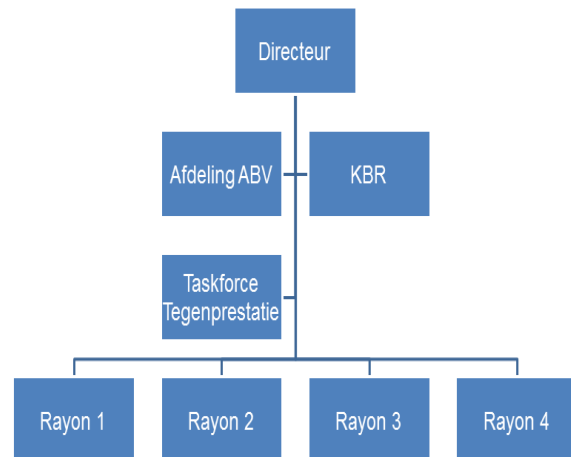 Directeur
Afdeling ABV
KBR
Taskforce
Tegenprestatie
Rayon 1
Rayon 2
Rayon 3
Rayon 4